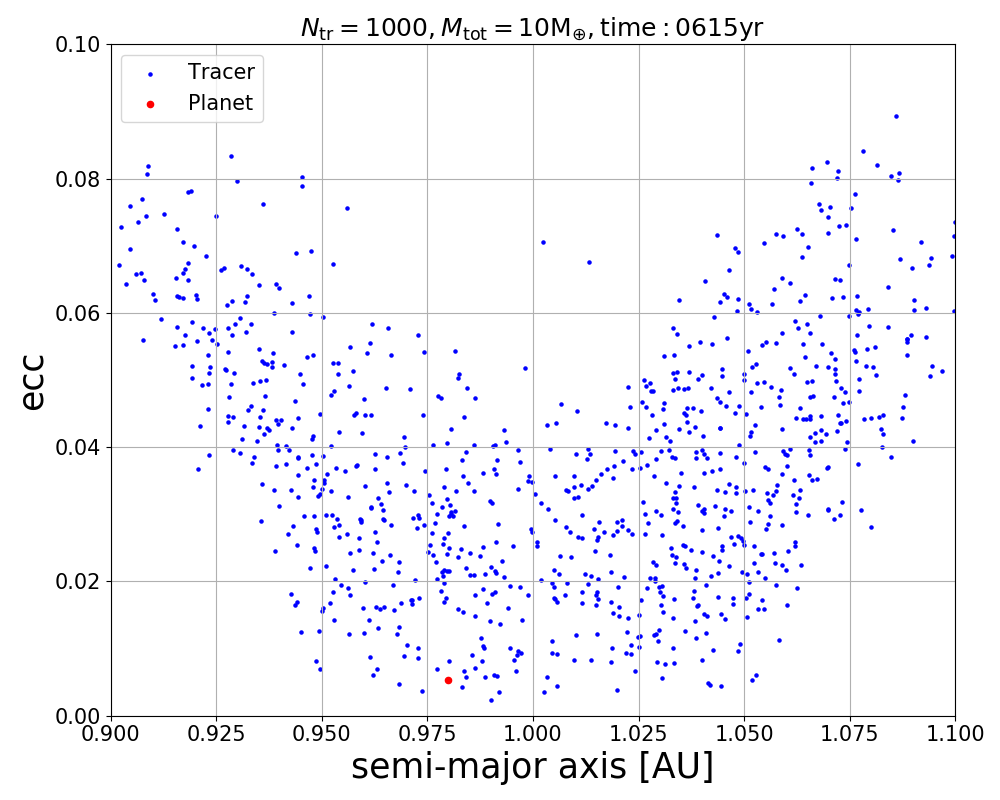 N_tr = 1000, M_tot = 10M_⊕, time : 0615yr
Tracer
Planet
0.10
0.08
0.06
0.04
0.02
0.00
ecc
0.900 0.925 0.950 0.975 1.000 1.025 1.050 1.075 1.100
semi-major axis [AU]